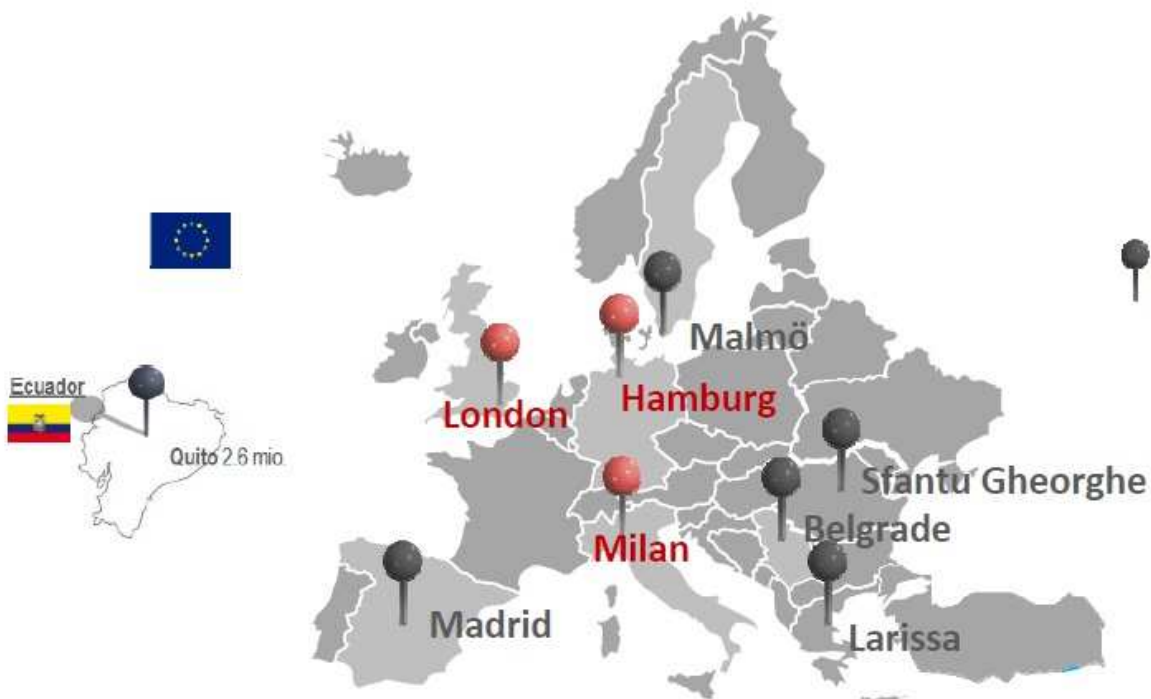 Malmö
Ecuador
Hamburg
London
Quito 2.6 mio.
Sfantu Gheorghe
Belgrade
Milan
Madrid
Larissa